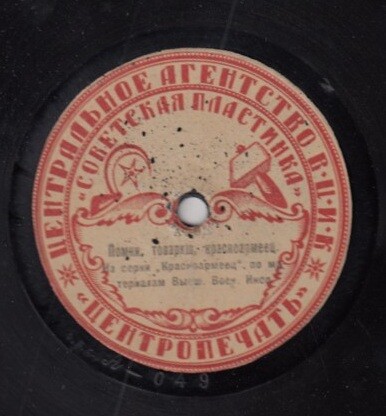 ЦЕНТРАЛЬНОЕ АГЕНТСТВО В·Ц·И·К
„СОВЕТСКАЯ ПЛАСТИНКА"
Помни, товарищ, красноармеец.
Из серии „Красноармеец", по ма-
териалам Высш. Воен. Инсп.
„ЦЕНТРОПЕЧАТЬ"
049